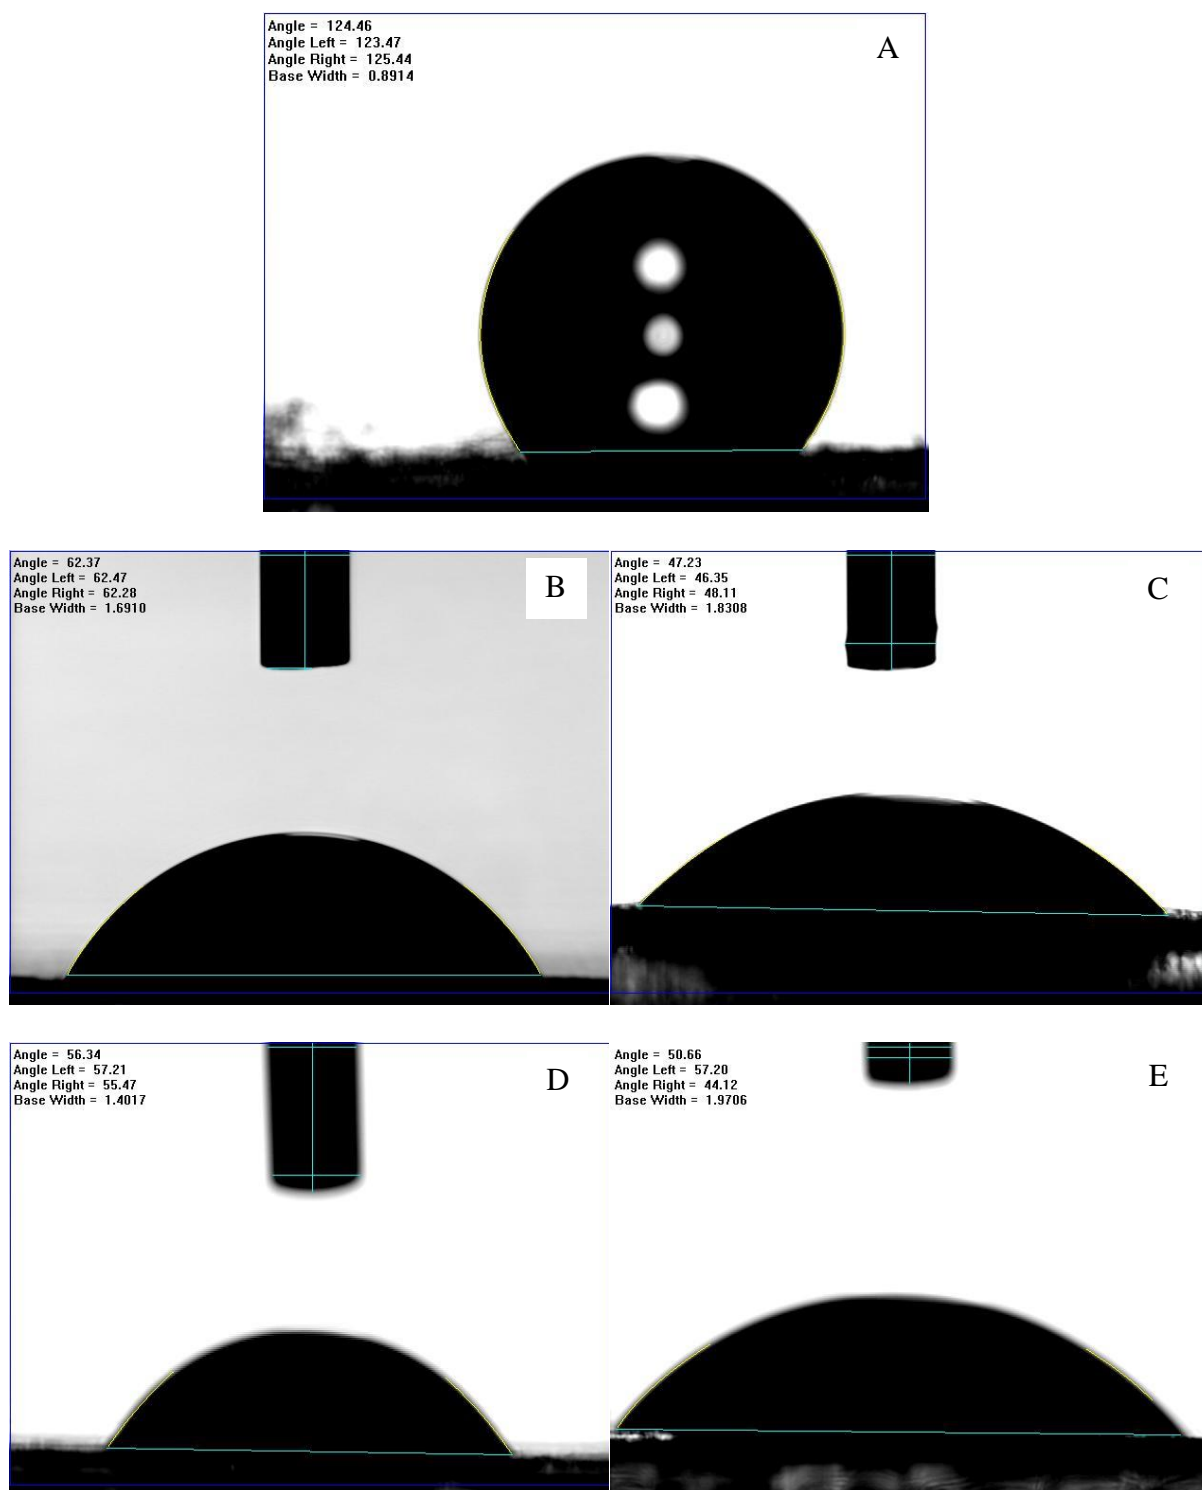 Angle = 124.46
Angle Left = 123.47
Angle Right = 125.44
Base Width = 0.8914
A
Angle = 62.37
Angle Left = 62.47
Angle Right = 62.28
Base Width = 1.6910
B
Angle = 47.23
Angle Left = 46.35
Angle Right = 48.11
Base Width = 1.8308
C
Angle = 56.34
Angle Left = 57.21
Angle Right = 55.47
Base Width = 1.4017
D
Angle = 50.66
Angle Left = 57.20
Angle Right = 44.12
Base Width = 1.9706
E